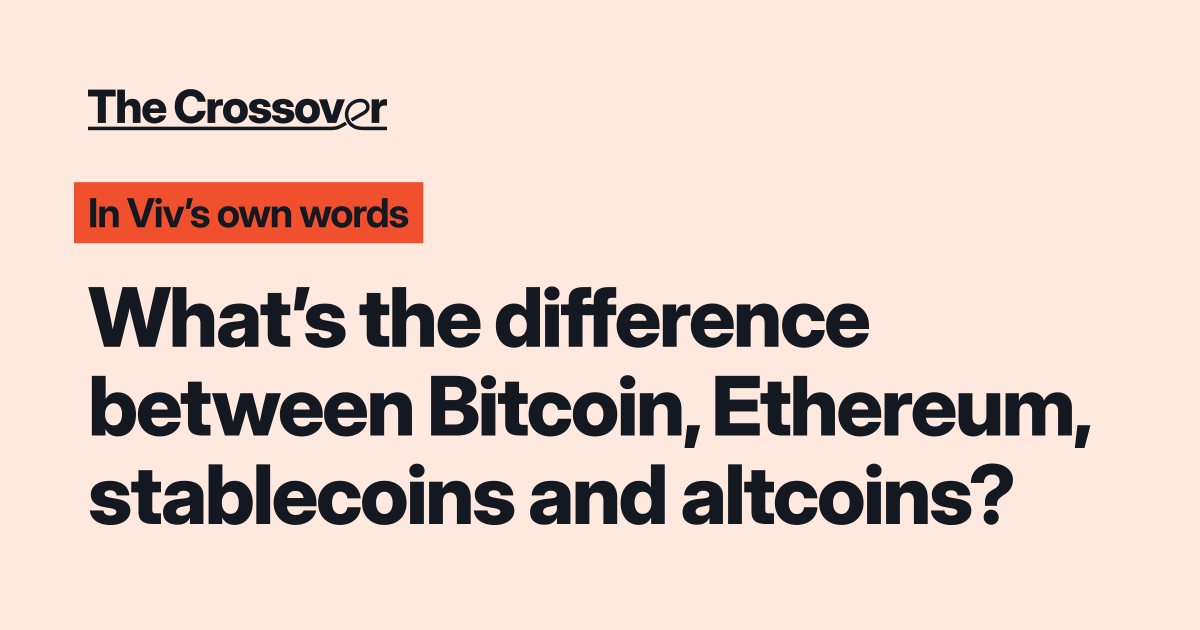 The Crossover
In Viv’s own words
What’s the difference
between Bitcoin, Ethereum,
stablecoins and altcoins?